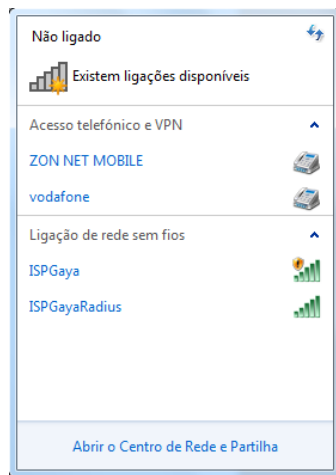 Não ligado
Existem ligações disponíveis
Acesso telefónico e VPN
ZON NET MOBILE
vodafone
Ligação de rede sem fios
ISPGaya
ISPGayaRadius
Abrir o Centro de Rede e Partilha